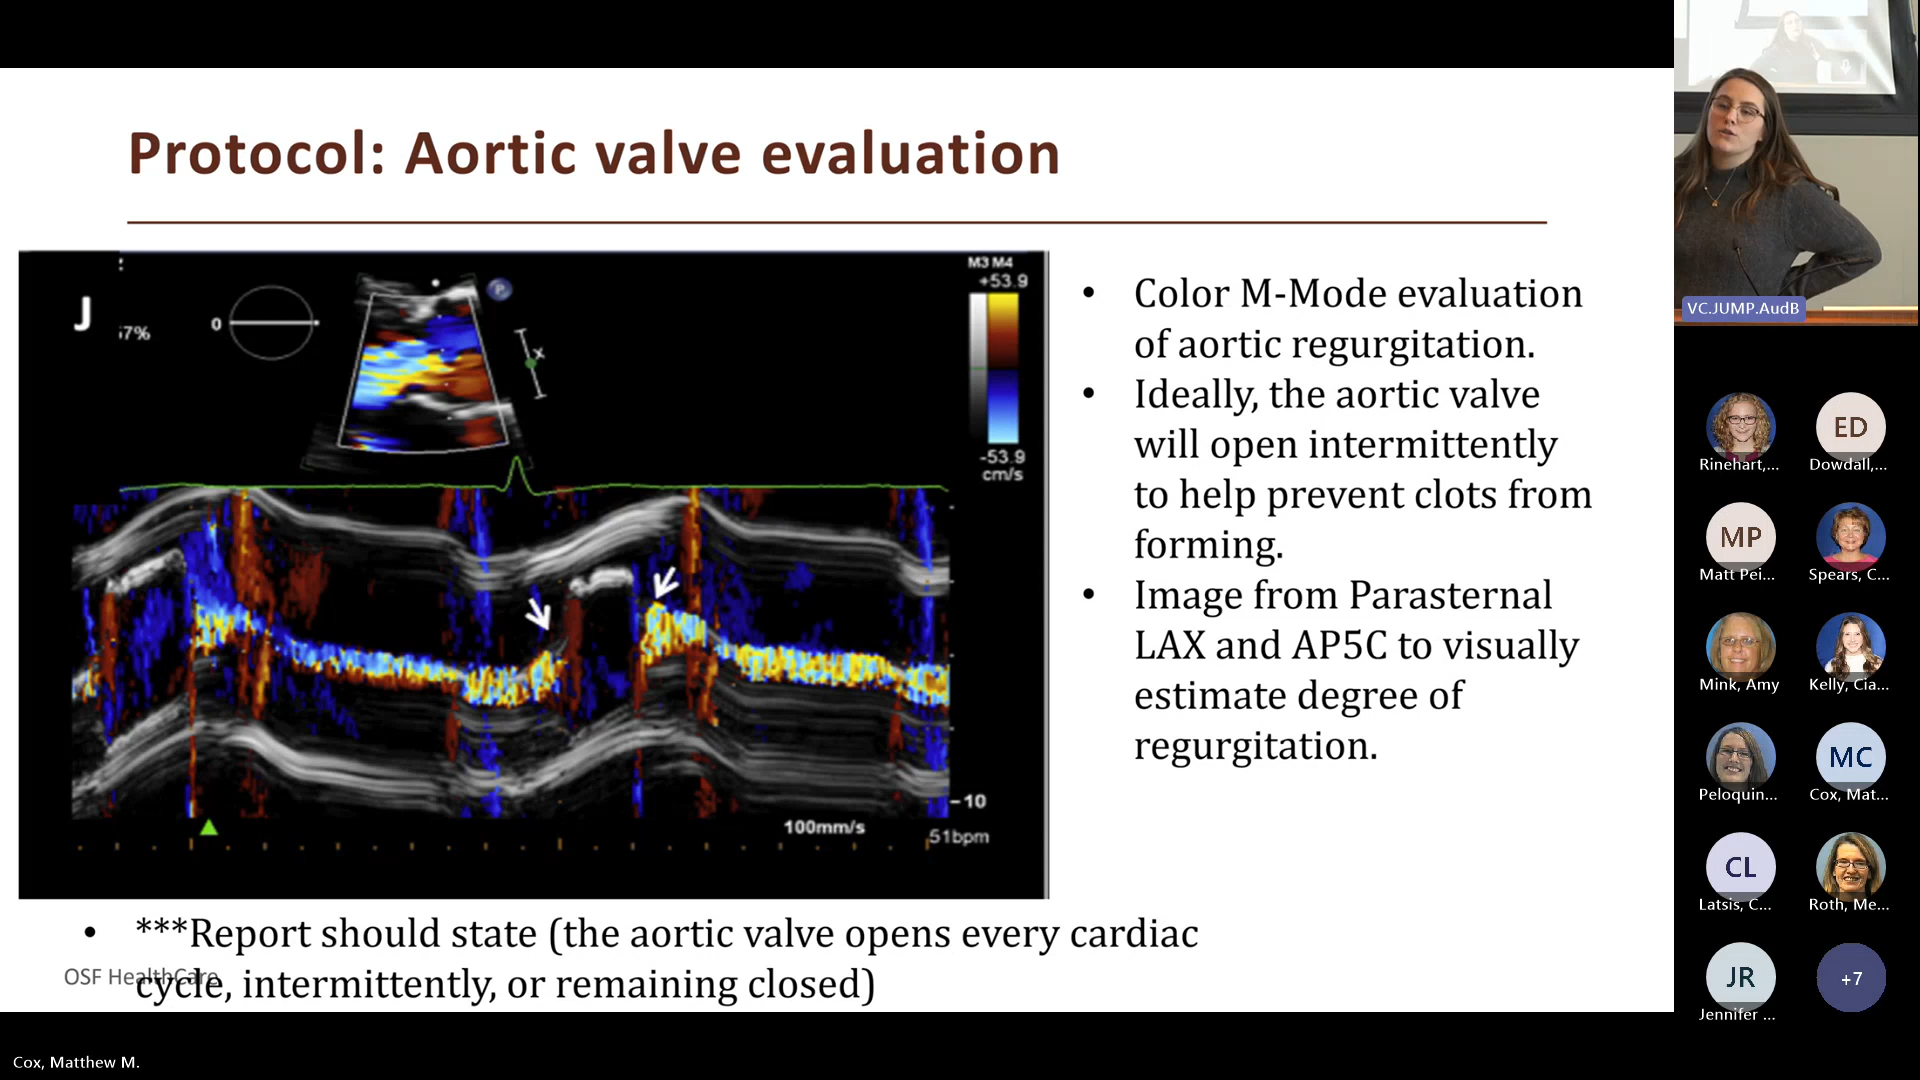 Protocol: Aortic valve evaluation
J
57%
0
P
x
M3 M4
+53.9
-53.9
cm/s
10
100mm/s
51bpm
• Color M-Mode evaluation
of aortic regurgitation.
• Ideally, the aortic valve
will open intermittently
to help prevent clots from
forming.
• Image from Parasternal
LAX and AP5C to visually
estimate degree of
regurgitation.
• ***Report should state (the aortic valve opens every cardiac
cycle, intermittently, or remaining closed)
OSF HealthCare
VC.JUMP.AudB
Rinehart,...
ED
Dowdall,...
MP
Matt Pei...
Spears, C...
Mink, Amy
Kelly, Cia...
Peloquin...
MC
Cox, Mat...
CL
Latsis, C...
Roth, Me...
JR
Jennifer ...
+7
Cox, Matthew M.